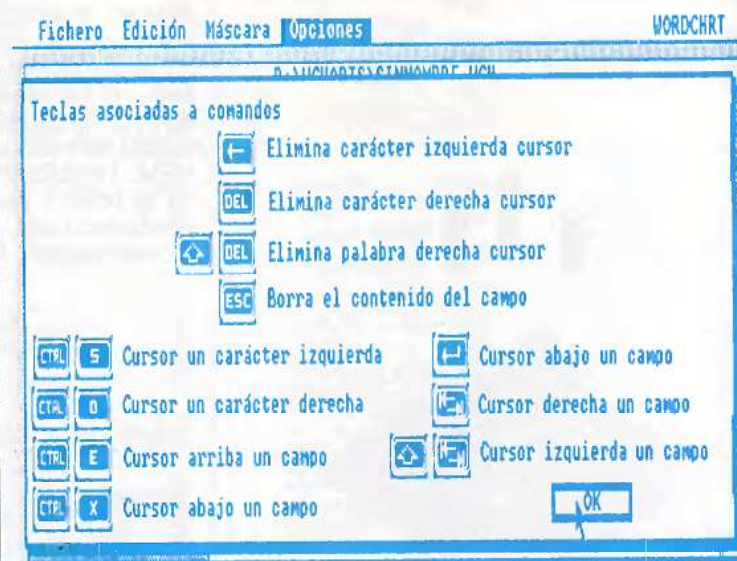 Fichero Edición Máscara Opciones WORDCHRT
Teclas asociadas a comandos
Elimina carácter izquierda cursor
DEL Elimina carácter derecha cursor
DEL Elimina palabra derecha cursor
ESC Borra el contenido del campo
CTRL S Cursor un carácter izquierda
Cursor abajo un campo
CTRL D Cursor un carácter derecha
Cursor derecha un campo
CTRL E Cursor arriba un campo
Cursor izquierda un campo
CTRL X Cursor abajo un campo
OK